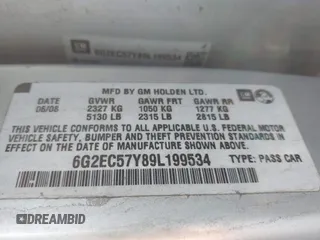 6G2EC57Y89L199534
MFD BY GM HOLDEN LTD.
DATE GVWR GAWR FRT GAWR RR
06/08 2327 KG 1050 KG 1277 KG
5130 LB 2315 LB 2815 LB
THIS VEHICLE CONFORMS TO ALL APPLICABLE U.S. FEDERAL MOTOR
VEHICLE SAFETY, BUMPER AND THEFT PREVENTION STANDARDS IN
EFFECT ON THE DATE OF MANUFACTURE SHOWN ABOVE.
6G2EC57Y89L199534 TYPE: PASS CAR
DREAMBID